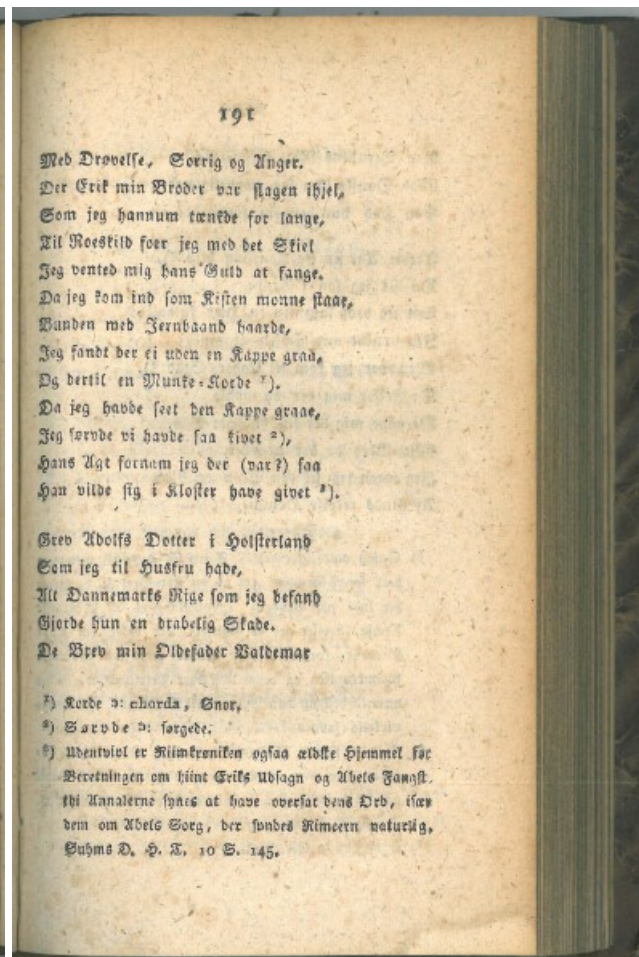 191
Med Drøvelse, Sorrig og Anger.
Der Erik min Broder var slagen ihjel,
Som jeg hannum tænkde for lange,
Til Roeskild foer jeg med det Skiel
Jeg vented mig hans Guld at fange.
Da jeg kom ind som Kisten monne staae,
Bunden med Jernbaand haarde,
Jeg fandt der ei uden en Kappe graa,
Og dertil en Munke-Korde ¹).
Da jeg havde seet den Kappe graae,
Jeg sørvde vi havde saa kivet ²),
Hans Agt fornam jeg der (var?) saa
Han vilde sig i Kloster have givet ³).
Grev Adolfs Dotter i Holsterland
Som jeg til Husfru hade,
Alt Dannemarks Rige som jeg befand
Gjorde hun en drabelig Skade.
De Brev min Oldefader Valdemar
¹) Korde ɔ: chorda, Snor.
²) Sørvde ɔ: sørgede.
³) Udentvivl er Riimkrøniken ogsaa ældste Hjemmel for
Beretningen om hiint Eriks Udsagn og Abels Fangst,
thi Annalerne synes at have oversat dens Ord, især
dem om Abels Sorg, der syndes Rimeern naturlig.
Suhms D. H. T. 10 S. 145.